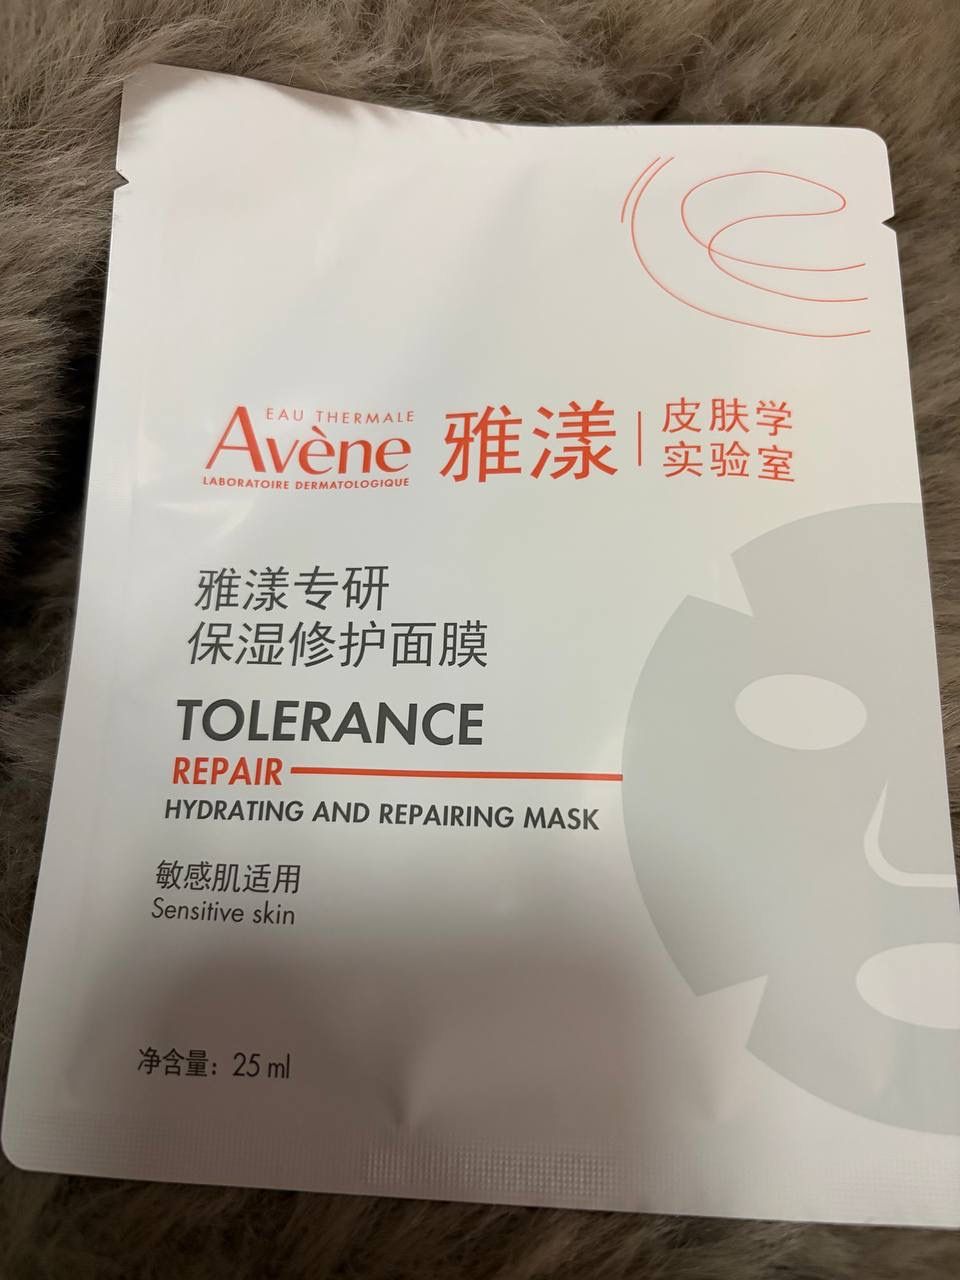 EAU THERMALE
Avène
LABORATOIRE DERMATOLOGIQUE
雅漾
皮肤学
实验室
雅漾专研
保湿修护面膜
TOLERANCE
REPAIR
HYDRATING AND REPAIRING MASK
敏感肌适用
Sensitive skin
净含量：25 ml